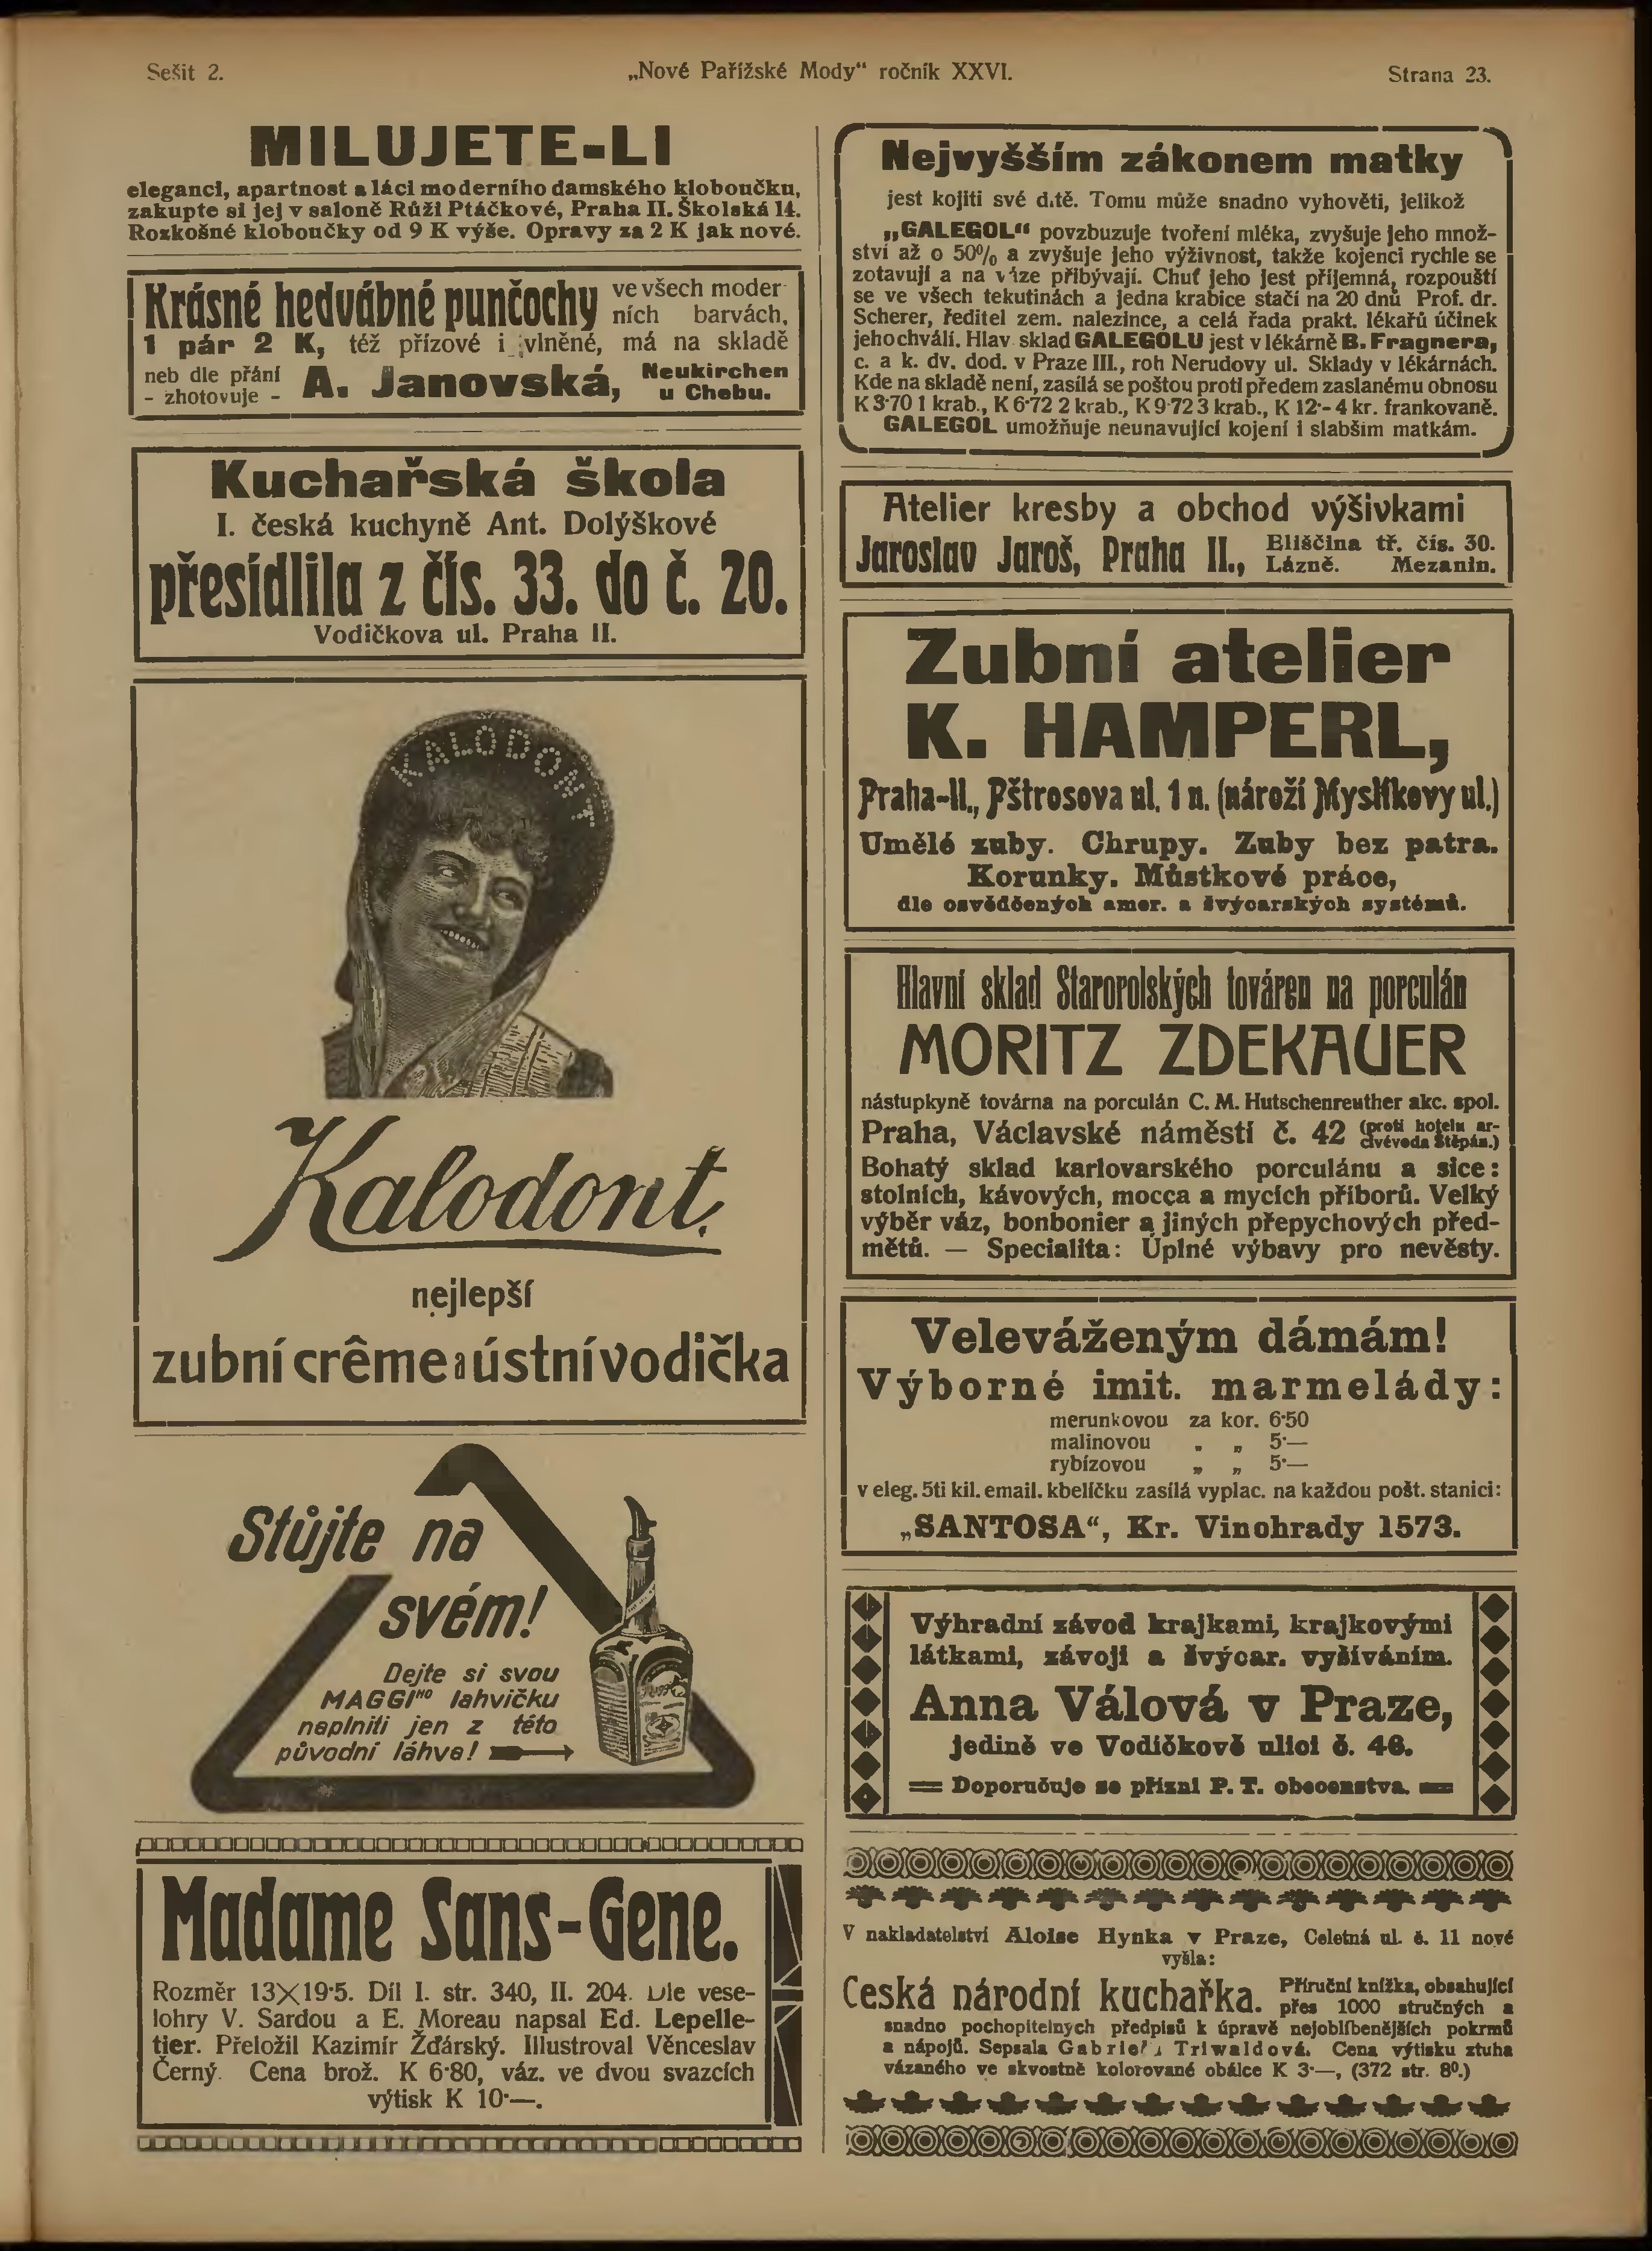 Sešit 2.
„Nové Pařížské Mody“ ročník XXVI.
Strana 23.
MILUJETE-LI
eleganci, apartnost a láci moderního damského kloboučku,
zakupte si jej v saloně Růži Ptáčkové, Praha II. Školská 14.
Rozkošné kloboučky od 9 K výše. Opravy za 2 K jak nové.
Krásné hedvábné punčochy ve všech moder-
ních barvách,
1 pár 2 K, též přízové i vlněné, má na skladě
neb dle přání
- zhotovuje - A. Janovská, Neukirchen
u Chebu.
Kuchařská škola
I. česká kuchyně Ant. Dolýškové
přesídlila z čís. 33. do č. 20.
Vodičkova ul. Praha II.
KALODONT
Kalodont.
nejlepší
zubní crême a ústní vodička
Stůjte na
svém!
Dejte si svou
MAGGIho lahvičku
naplniti jen z této
původní láhve!
Madame Sans-Gene.
Rozměr 13×19·5. Díl I. str. 340, II. 204. Dle vese-
lohry V. Sardou a E. Moreau napsal Ed. Lepelle-
tier. Přeložil Kazimír Žďárský. Illustroval Věnceslav
Černý. Cena brož. K 6·80, váz. ve dvou svazcích
výtisk K 10·—.
Nejvyšším zákonem matky
jest kojiti své dítě. Tomu může snadno vyhověti, jelikož
„GALEGOL“ povzbuzuje tvoření mléka, zvyšuje jeho množ-
ství až o 50% a zvyšuje jeho výživnost, takže kojenci rychle se
zotavují a na váze přibývají. Chuť jeho jest příjemná, rozpouští
se ve všech tekutinách a jedna krabice stačí na 20 dnů Prof. dr.
Scherer, ředitel zem. nalezince, a celá řada prakt. lékařů účinek
jeho chválí. Hlav sklad GALEGOLU jest v lékárně B. Fragnera,
c. a k. dv. dod. v Praze III., roh Nerudovy ul. Sklady v lékárnách.
Kde na skladě není, zasílá se poštou proti předem zaslanému obnosu
K 3·70 1 krab., K 6·72 2 krab., K 9·72 3 krab., K 12·- 4 kr. frankovaně.
GALEGOL umožňuje neunavující kojení i slabším matkám.
Atelier kresby a obchod výšivkami
Jaroslav Jaroš, Praha II., Eliščina tř. čís. 30.
Lázně. Mezanin.
Zubní atelier
K. HAMPERL,
Praha-II., Pštrosova ul. 1 n. (nároží Myslíkovy ul.)
Umělé zuby. Chrupy. Zuby bez patra.
Korunky. Můstkové práce,
dle osvědčených amer. a švýcarských systémů.
Hlavní sklad Starorolských továren na porculán
MORITZ ZDEKAUER
nástupkyně továrna na porculán C. M. Hutschenreuther akc. spol.
Praha, Václavské náměstí č. 42 (proti hotelu ar-
civévoda Štěpán.)
Bohatý sklad karlovarského porculánu a sice:
stolních, kávových, mocca a mycích příborů. Velký
výběr váz, bonbonier a jiných přepychových před-
mětů. — Specialita: Úplné výbavy pro nevěsty.
Veleváženým dámám!
Výborné imit. marmelády:
merunkovou za kor. 6·50
malinovou „ „ 5·—
rybízovou „ „ 5·—
v eleg. 5ti kil. email. kbelíčku zasílá vyplac. na každou pošt. stanici:
„SANTOSA“, Kr. Vinohrady 1573.
Výhradní závod krajkami, krajkovými
látkami, závoji a švýcar. vyšíváním.
Anna Válová v Praze,
jedině ve Vodičkově ulici č. 46.
= Doporučuje se přízni P. T. obecenstva. =
V nakladatelství Aloise Hynka v Praze, Celetná ul. č. 11 nové
vyšla:
Česká národní kuchařka. Příruční knížka, obsahující
přes 1000 stručných a
snadno pochopitelných předpisů k úpravě nejoblíbenějších pokrmů
a nápojů. Sepsala Gabriela Triwaldová. Cena výtisku ztuha
vázaného ve skvostně kolorované obálce K 3·—, (372 str. 8º.)